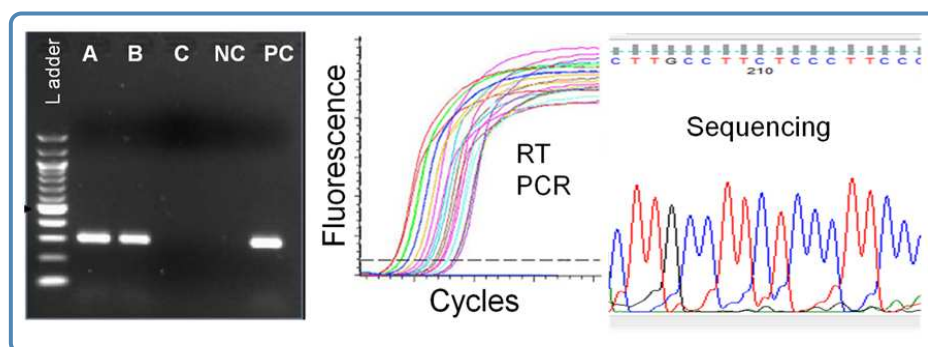 Ladder
A B C NC PC
Fluorescence
RT
PCR
Cycles
C T T G C C T T C T C C C T T C C C
210
Sequencing